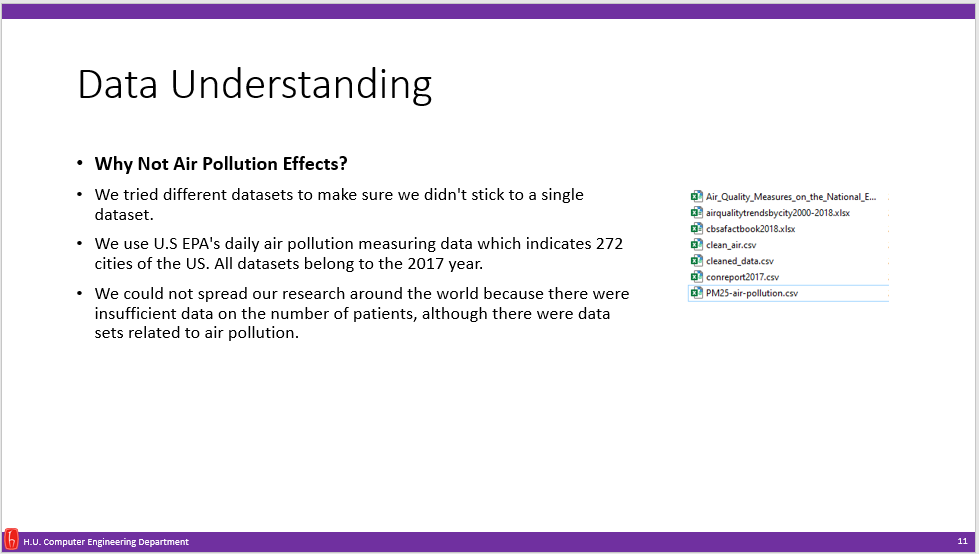 Data Understanding
• Why Not Air Pollution Effects?
• We tried different datasets to make sure we didn't stick to a single
dataset.
• We use U.S EPA's daily air pollution measuring data which indicates 272
cities of the US. All datasets belong to the 2017 year.
• We could not spread our research around the world because there were
insufficient data on the number of patients, although there were data
sets related to air pollution.
Air_Quality_Measures_on_the_National_E...
airqualitytrendsbycity2000-2018.xlsx
cbsafactbook2018.xlsx
clean_air.csv
cleaned_data.csv
conreport2017.csv
PM25-air-pollution.csv
H.U. Computer Engineering Department
11